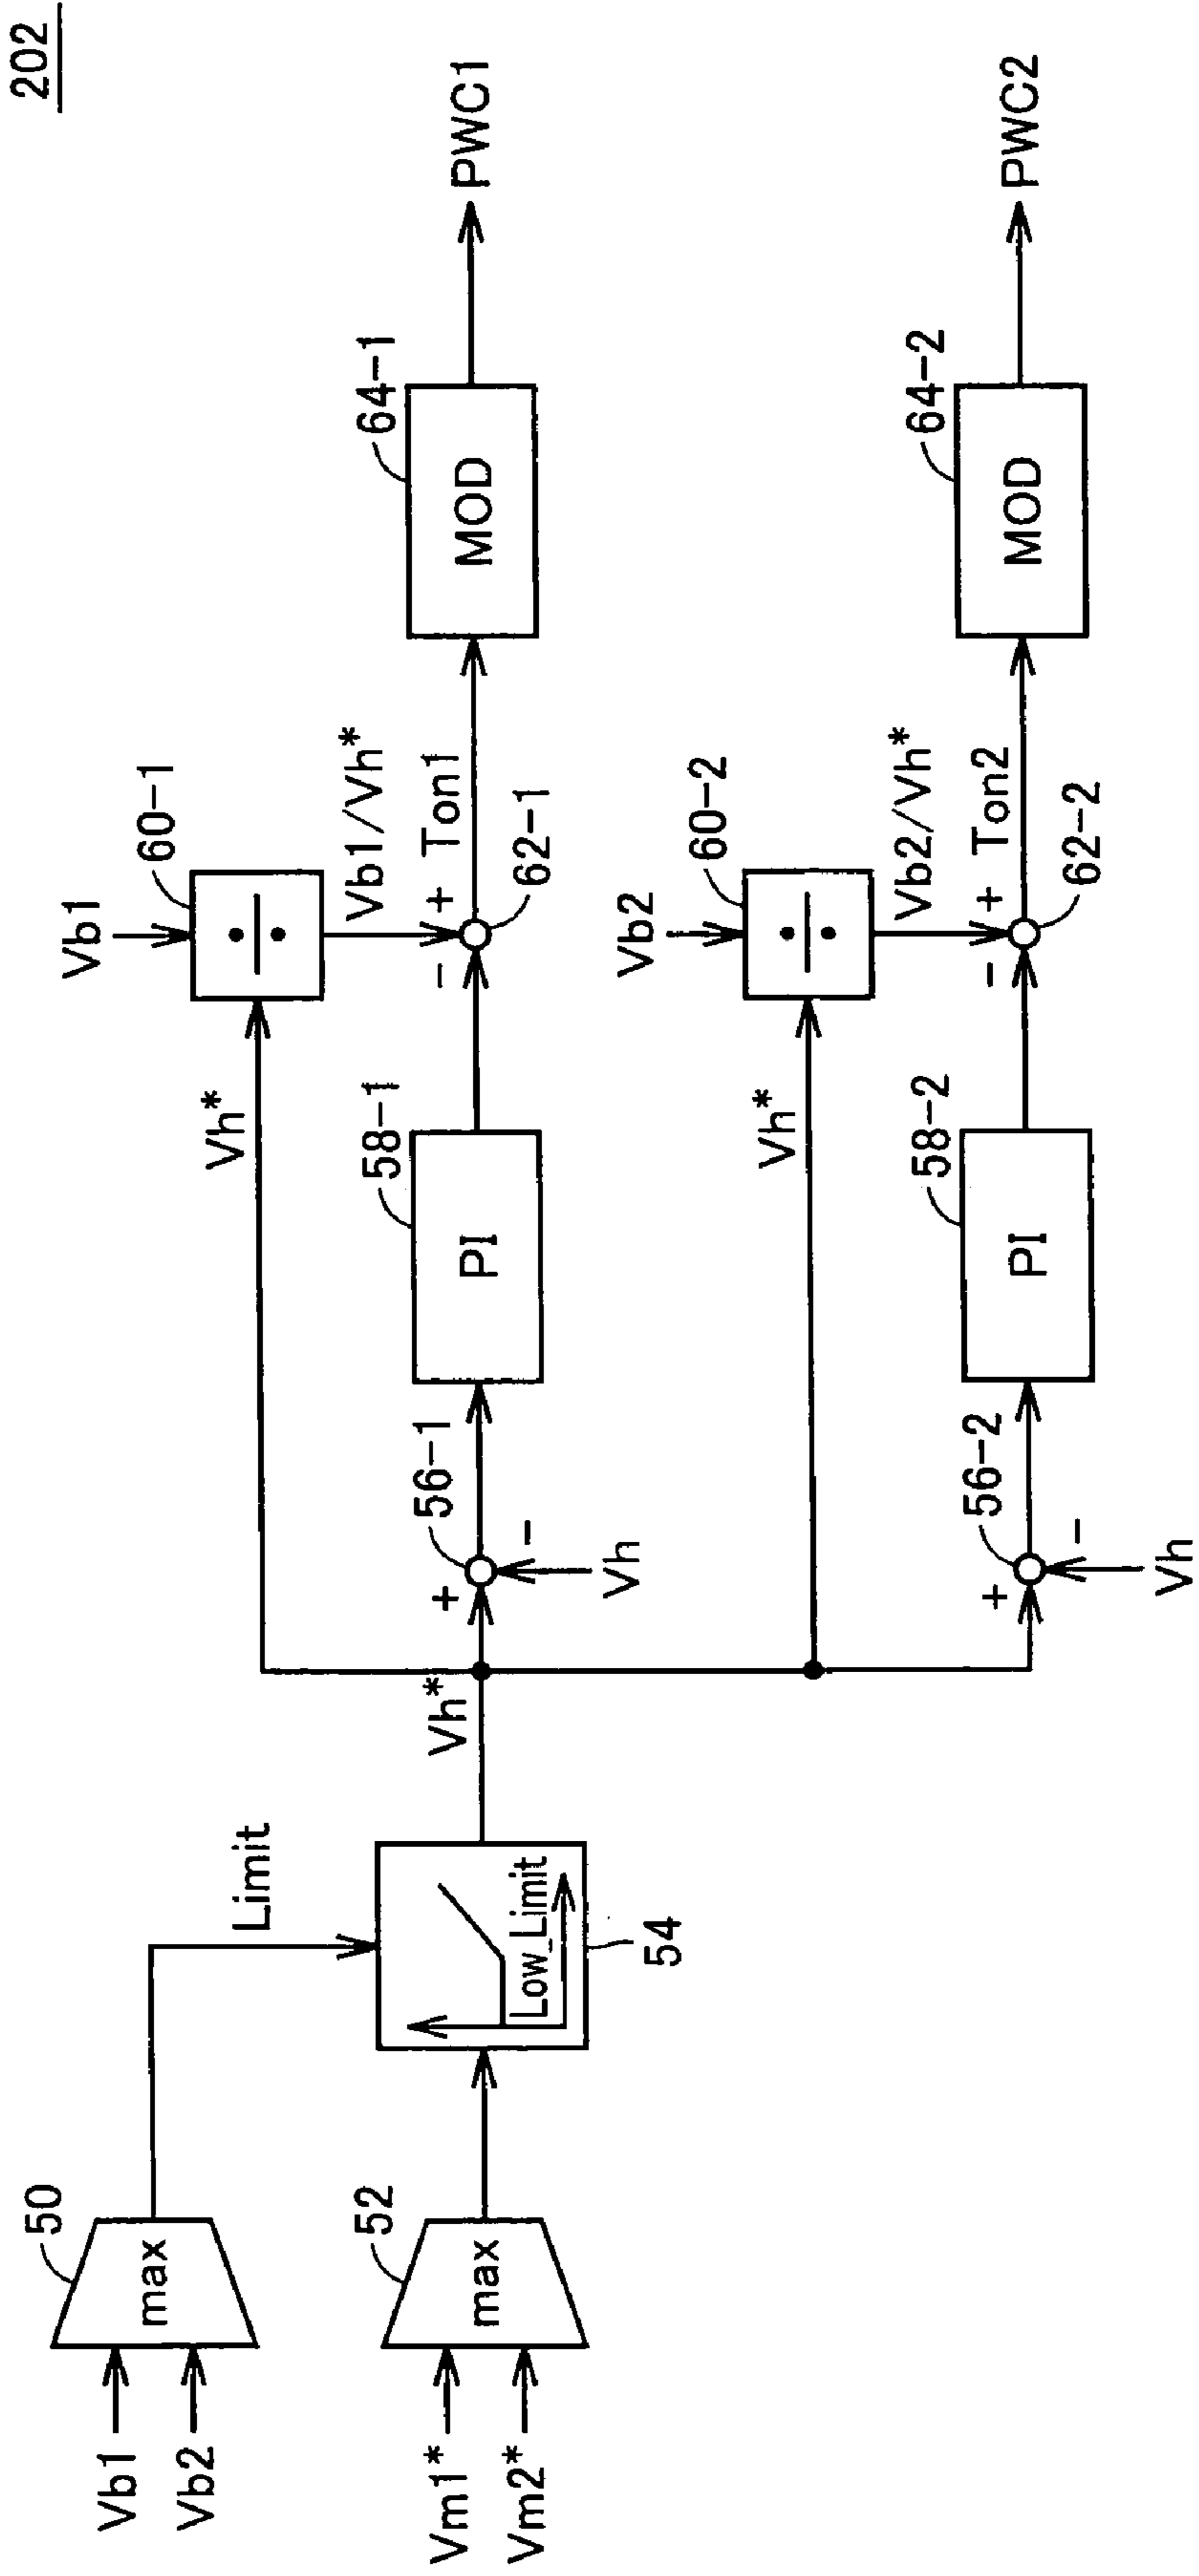 202
Vb1
Vb2
50
max
Limit
Vm1*
Vm2*
52
max
Low_Limit
54
Vh*
Vh*
Vb1
60-1
÷
Vb1/Vh*
+
56-1
-
Vh
58-1
PI
-
+
Ton1
62-1
64-1
MOD
PWC1
Vh*
Vb2
60-2
÷
Vb2/Vh*
+
56-2
-
Vh
58-2
PI
-
+
Ton2
62-2
64-2
MOD
PWC2